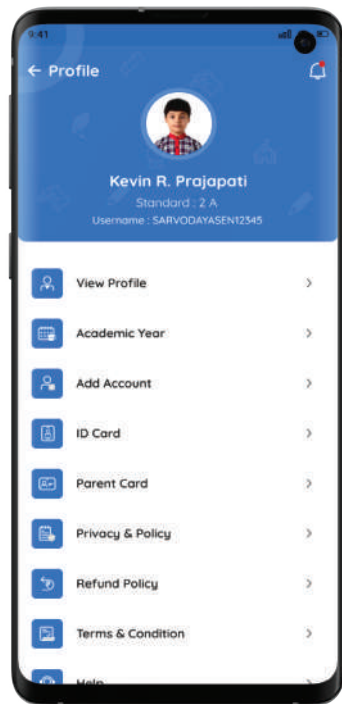 9:41
← Profile
Kevin R. Prajapati
Standard : 2 A
Username : SARVODAYASEN12345
View Profile
Academic Year
Add Account
ID Card
Parent Card
Privacy & Policy
Refund Policy
Terms & Condition
Help